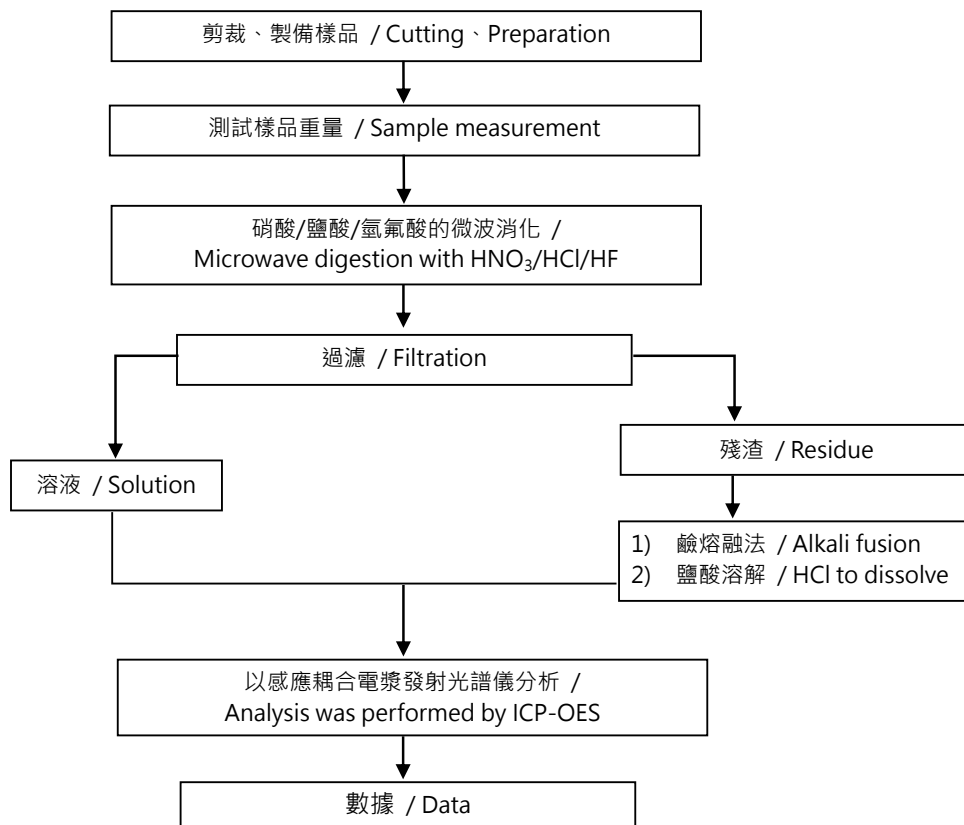 剪裁、製備樣品 / Cutting、Preparation
測試樣品重量 / Sample measurement
硝酸/鹽酸/氫氟酸的微波消化 /
Microwave digestion with HNO₃/HCl/HF
過濾 / Filtration
溶液 / Solution
殘渣 / Residue
1) 鹼熔融法 / Alkali fusion
2) 鹽酸溶解 / HCl to dissolve
以感應耦合電漿發射光譜儀分析 /
Analysis was performed by ICP-OES
數據 / Data